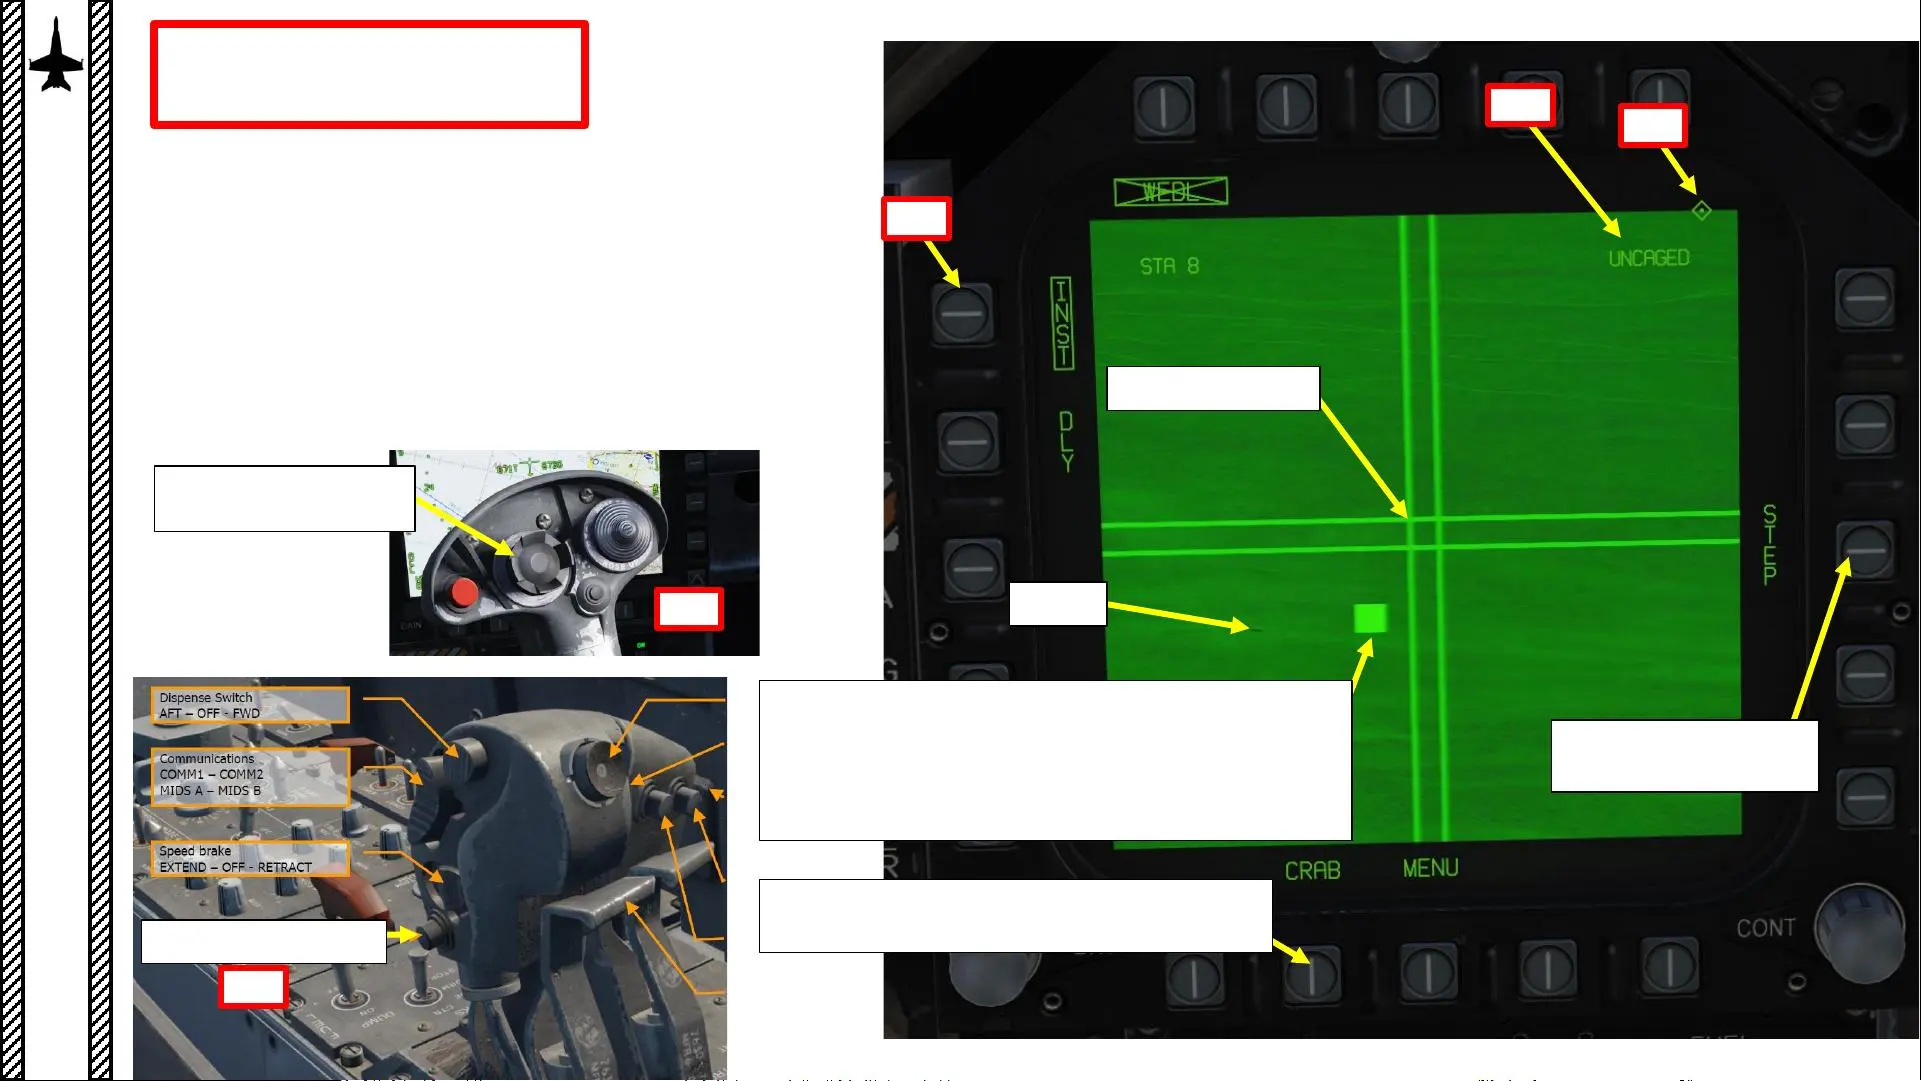 WEDL
STA 8
UNCAGED
INST
DLY
STEP
CRAB
MENU
CONT
Dispense Switch
AFT – OFF - FWD
Communications
COMM1 – COMM2
MIDS A – MIDS B
Speed brake
EXTEND – OFF - RETRACT